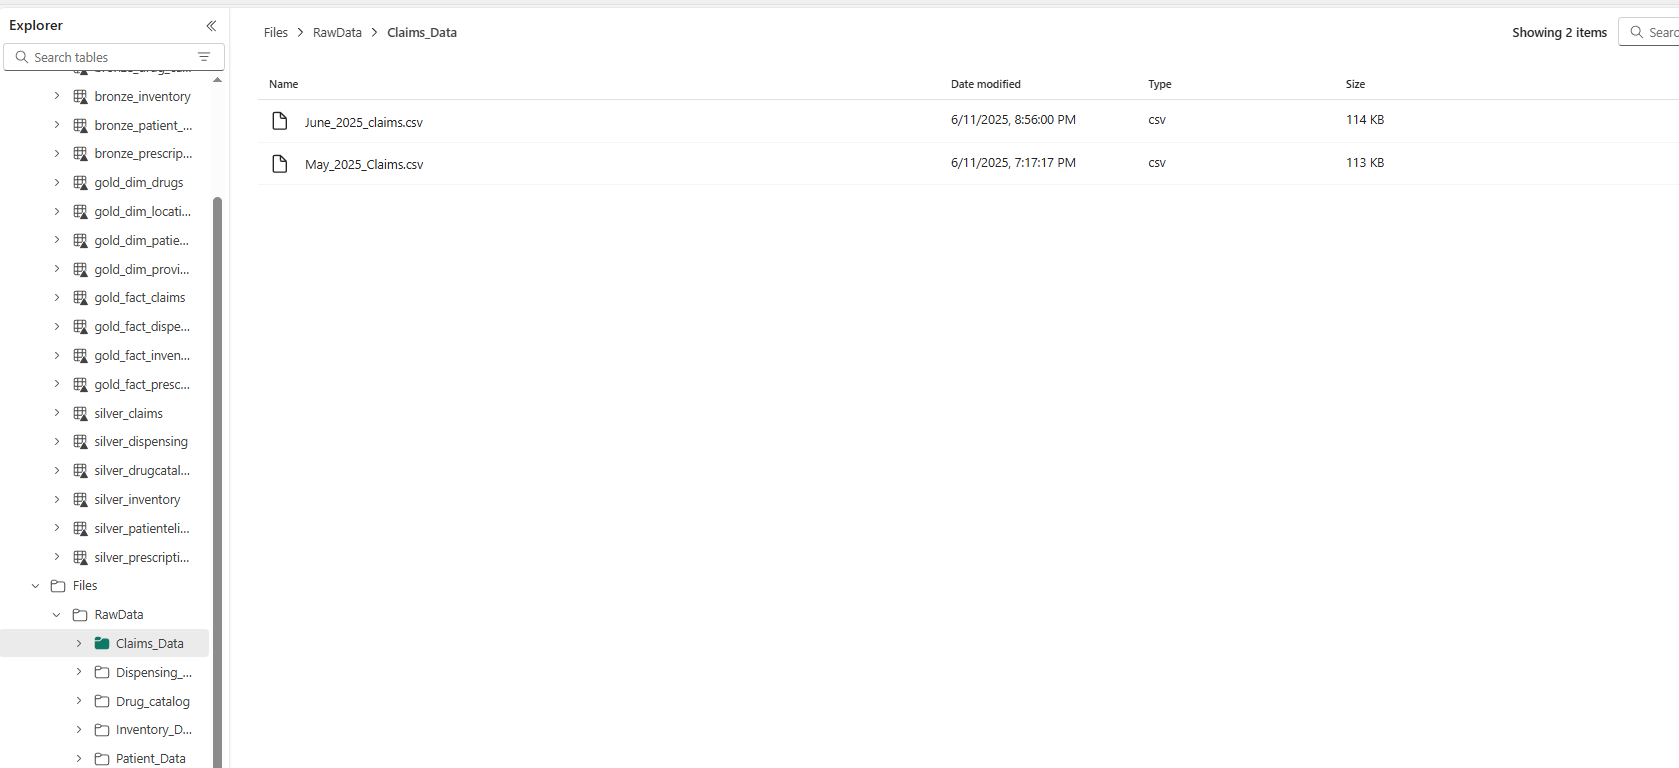 Explorer
Search tables
bronze_inventory
bronze_patient_...
bronze_prescrip...
gold_dim_drugs
gold_dim_locati...
gold_dim_patie...
gold_dim_provi...
gold_fact_claims
gold_fact_dispe...
gold_fact_inven...
gold_fact_presc...
silver_claims
silver_dispensing
silver_drugcatal...
silver_inventory
silver_patienteli...
silver_prescripti...
Files
RawData
Claims_Data
Dispensing_...
Drug_catalog
Inventory_D...
Patient_Data
Files > RawData > Claims_Data
Showing 2 items
Searc
Name Date modified Type Size
June_2025_claims.csv 6/11/2025, 8:56:00 PM csv 114 KB
May_2025_Claims.csv 6/11/2025, 7:17:17 PM csv 113 KB